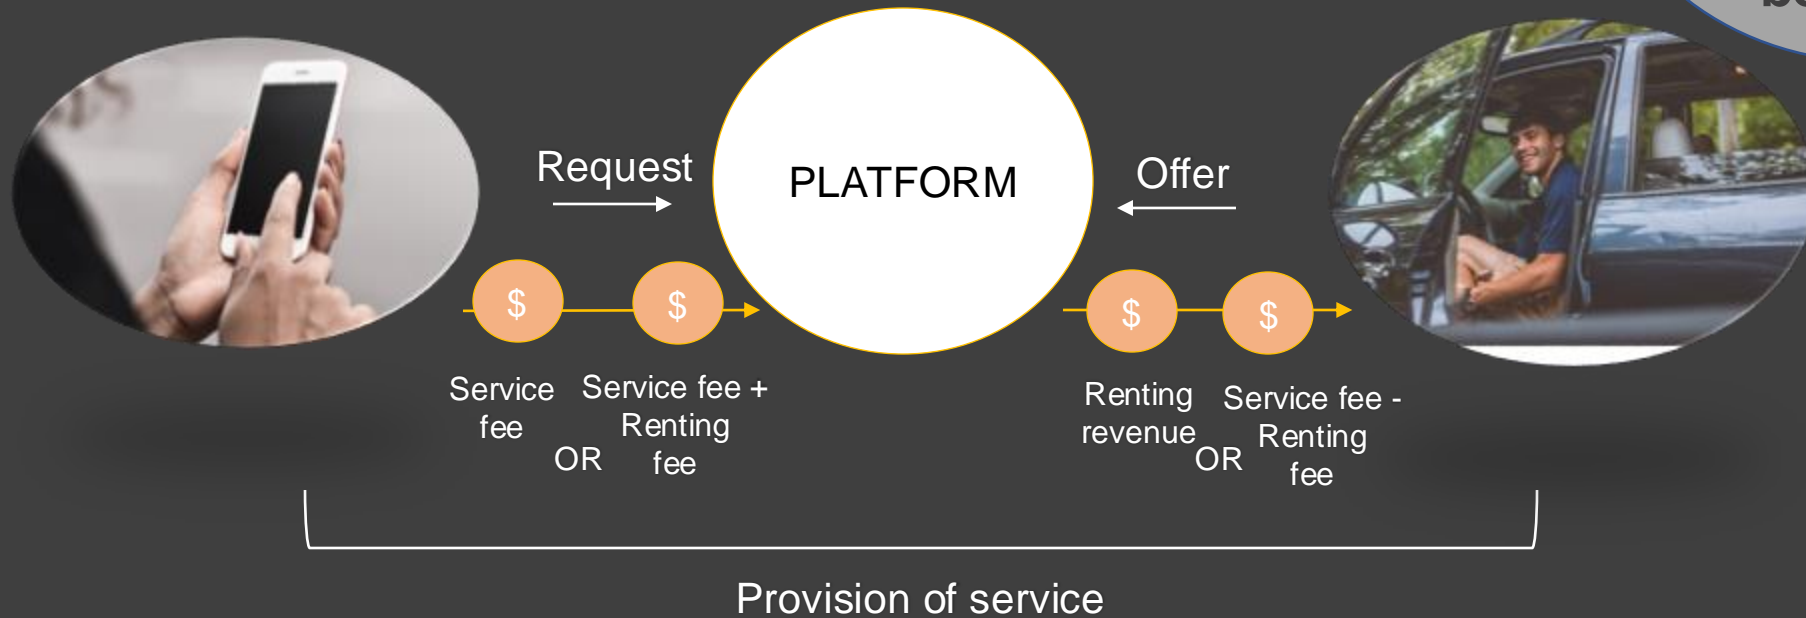 Request
PLATFORM
Offer
$
$
$
$
Service
fee
OR
Service fee +
Renting
fee
Renting
revenue
OR
Service fee -
Renting
fee
Provision of service